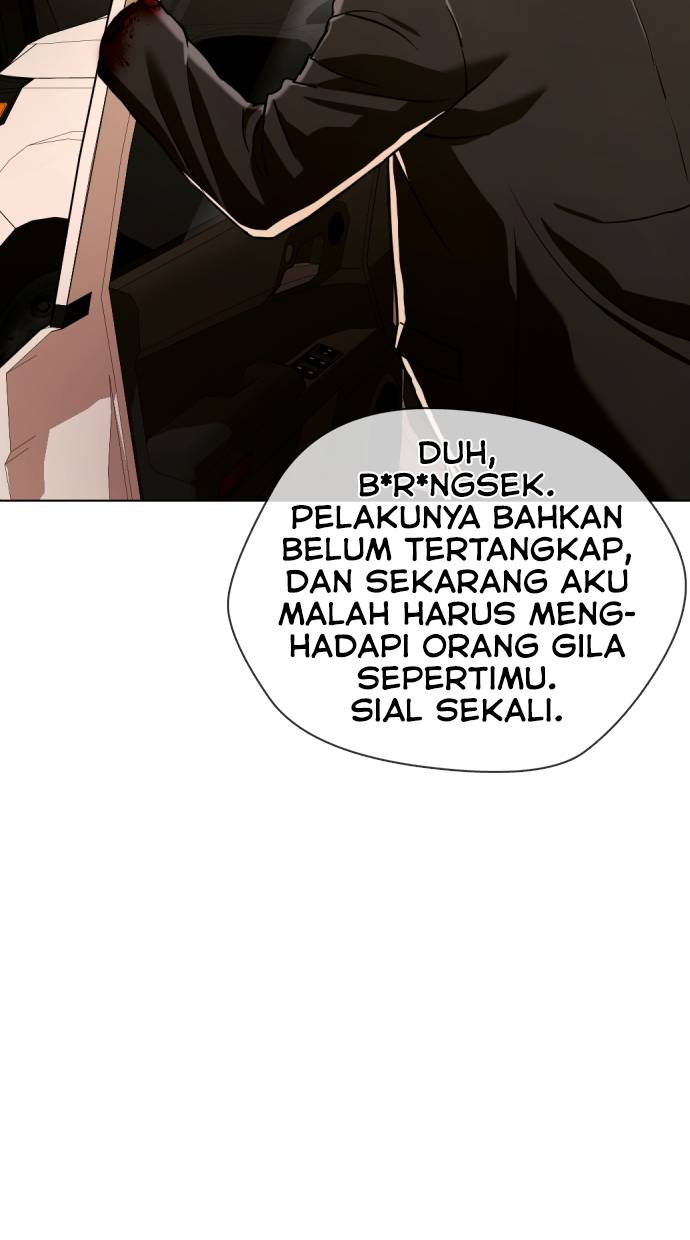 DUH,
B*R*NGSEK.
PELAKUNYA BAHKAN
BELUM TERTANGKAP,
DAN SEKARANG AKU
MALAH HARUS MENG-
HADAPI ORANG GILA
SEPERTIMU.
SIAL SEKALI.